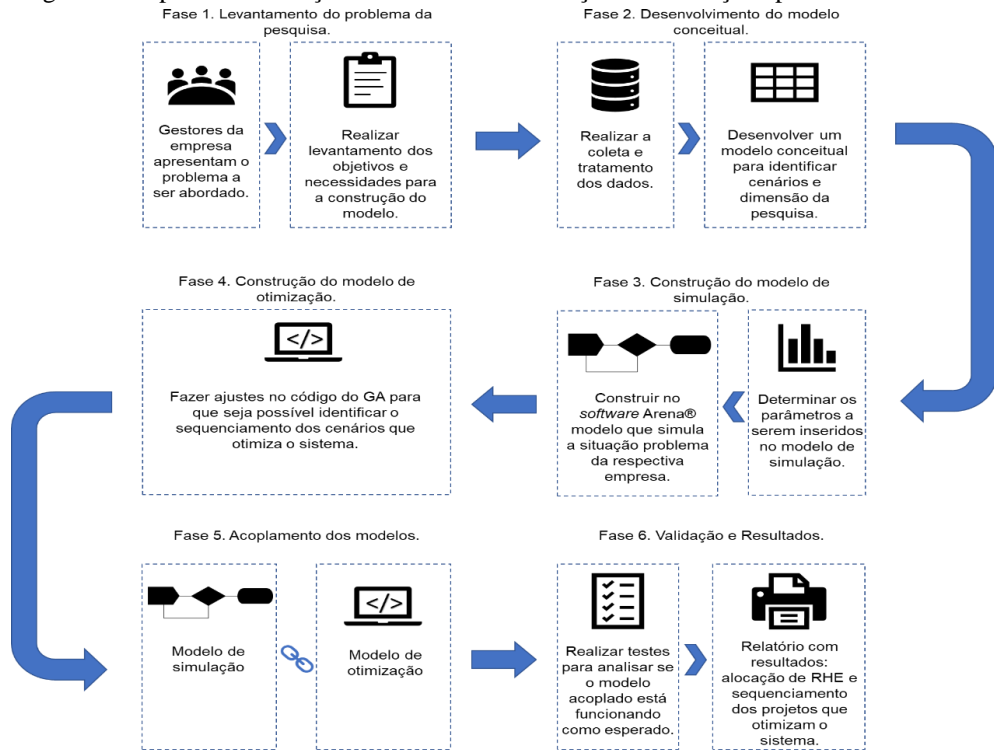 Fase 1. Levantamento do problema da
pesquisa.
Gestores da
empresa
apresentam o
problema a
ser abordado.
Realizar
levantamento dos
objetivos e
necessidades para
a construção do
modelo.
Fase 2. Desenvolvimento do modelo
conceitual.
Realizar a
coleta e
tratamento
dos dados.
Desenvolver um
modelo conceitual
para identificar
cenários e
dimensão da
pesquisa.
Fase 3. Construção do modelo de
simulação.
Determinar os
parâmetros a
serem inseridos
no modelo de
simulação.
Construir no
software Arena®
modelo que simula
a situação problema
da respectiva
empresa.
Fase 4. Construção do modelo de
otimização.
</>
Fazer ajustes no código do GA para
que seja possível identificar o
sequenciamento dos cenários que
otimiza o sistema.
Fase 5. Acoplamento dos modelos.
Modelo de
simulação
</>
Modelo de
otimização
Fase 6. Validação e Resultados.
Realizar testes
para analisar se
o modelo
acoplado está
funcionando
como esperado.
Relatório com
resultados:
alocação de RHE e
sequenciamento
dos projetos que
otimizam o
sistema.